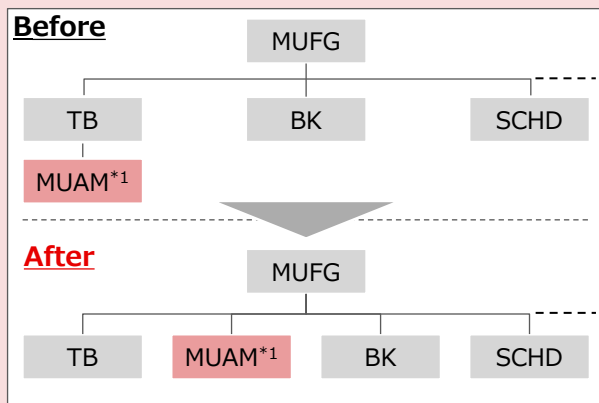 Before
MUFG
TB BK SCHD
MUAM*1
After
MUFG
TB MUAM*1 BK SCHD